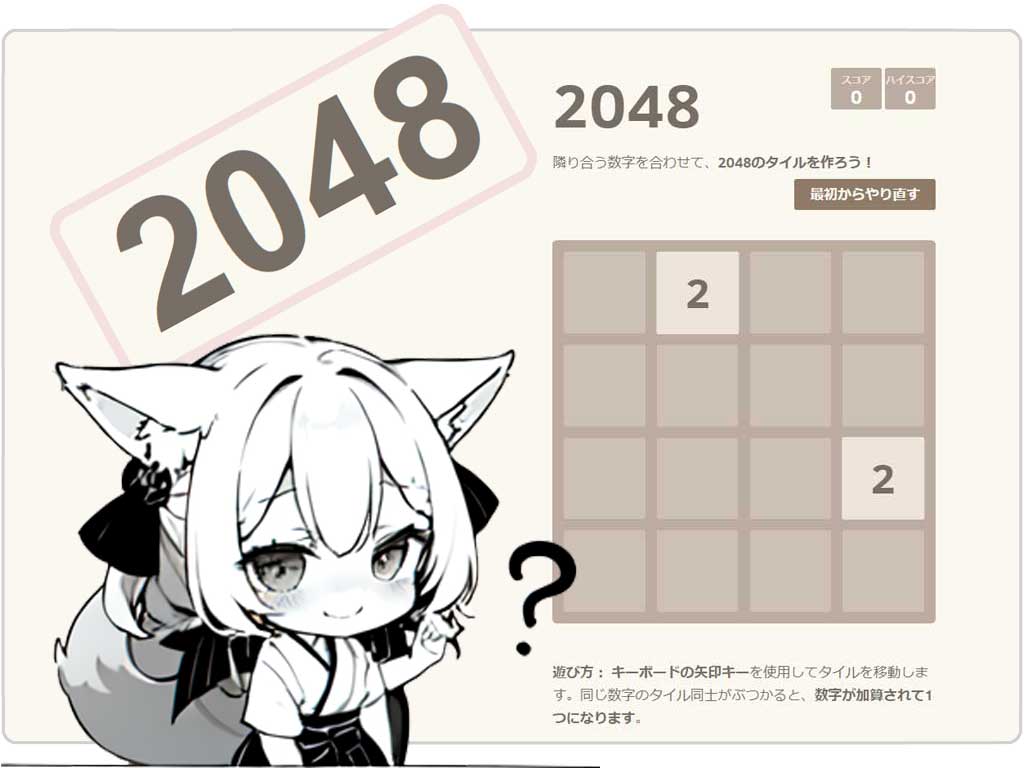 2048
2048
スコア
0
ハイスコア
0
隣り合う数字を合わせて、2048のタイルを作ろう！
最初からやり直す
2
2
?
遊び方： キーボードの矢印キーを使用してタイルを移動しま
す。同じ数字のタイル同士がぶつかると、数字が加算されて1
つになります。